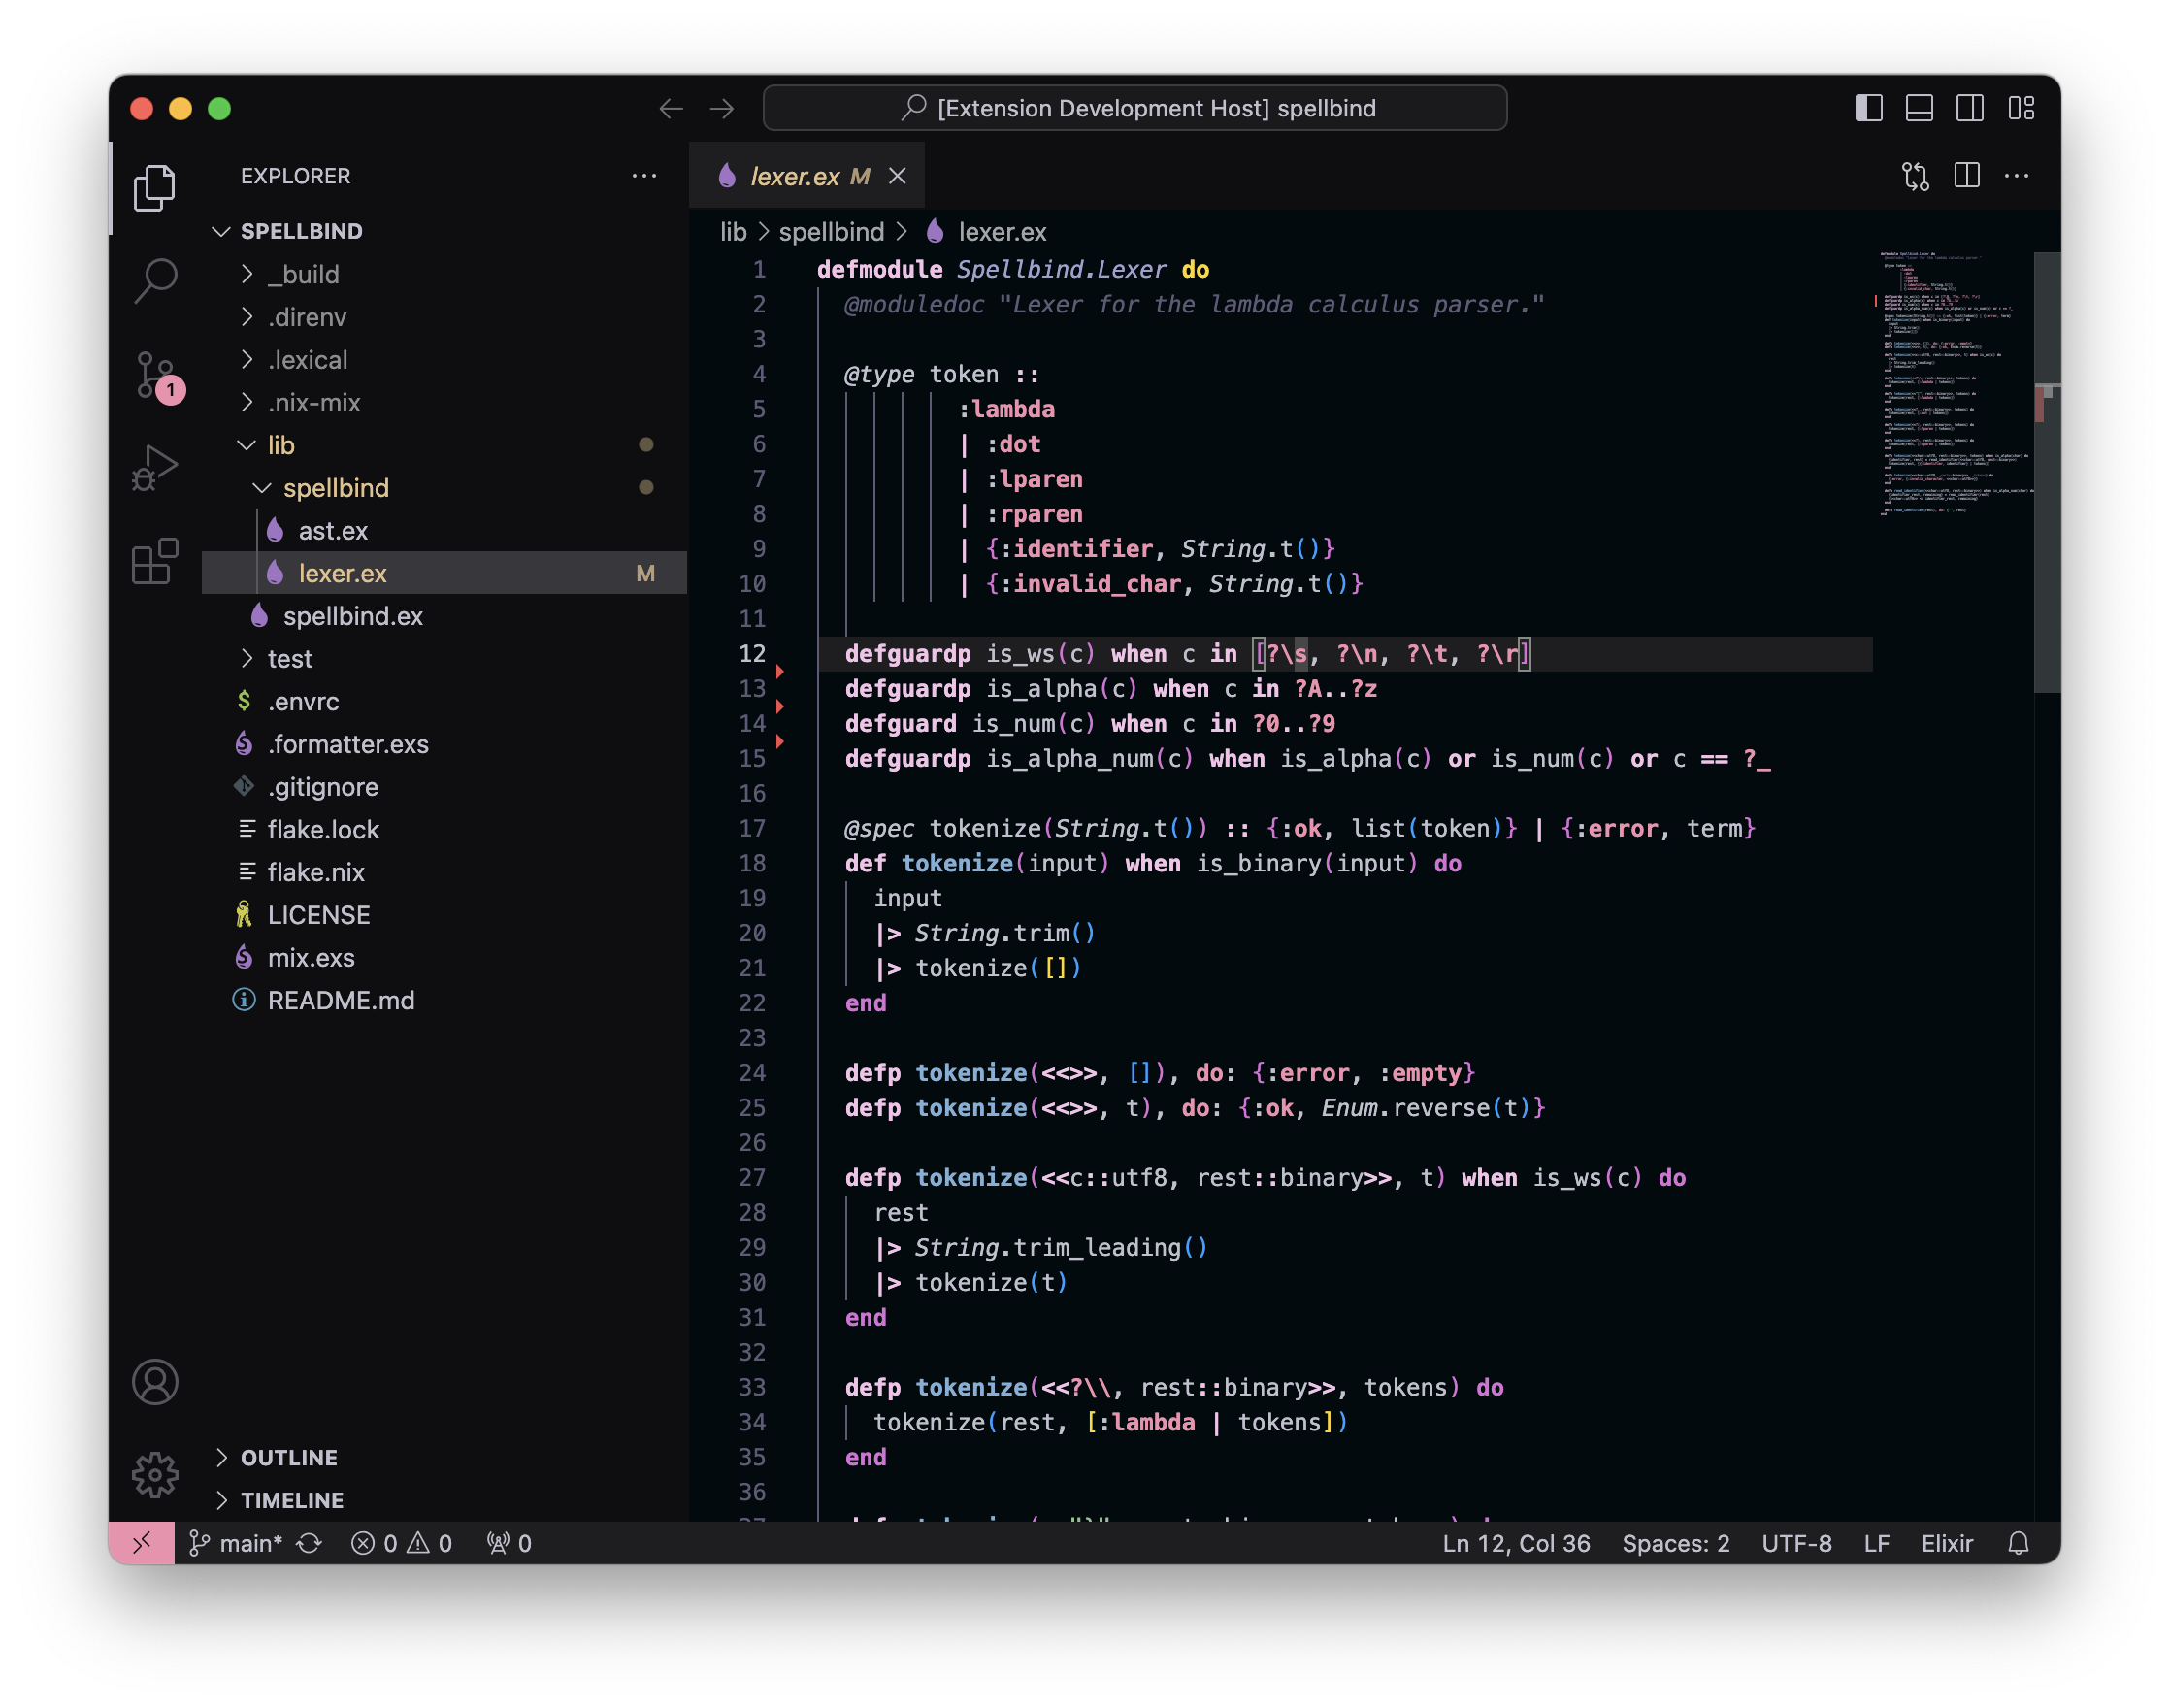 [Extension Development Host] spellbind
EXPLORER
SPELLBIND
_build
.direnv
.lexical
.nix-mix
lib
spellbind
ast.ex
lexer.ex M
spellbind.ex
test
.envrc
.formatter.exs
.gitignore
flake.lock
flake.nix
LICENSE
mix.exs
README.md
OUTLINE
TIMELINE
1
lexer.ex M
lib > spellbind > lexer.ex
1 defmodule Spellbind.Lexer do
2 @moduledoc "Lexer for the lambda calculus parser."
3
4 @type token ::
5 :lambda
6 | :dot
7 | :lparen
8 | :rparen
9 | {:identifier, String.t()}
10 | {:invalid_char, String.t()}
11
12 defguardp is_ws(c) when c in [?\s, ?\n, ?\t, ?\r]
13 defguardp is_alpha(c) when c in ?A..?z
14 defguard is_num(c) when c in ?0..?9
15 defguardp is_alpha_num(c) when is_alpha(c) or is_num(c) or c == ?_
16
17 @spec tokenize(String.t()) :: {:ok, list(token)} | {:error, term}
18 def tokenize(input) when is_binary(input) do
19 input
20 |> String.trim()
21 |> tokenize([])
22 end
23
24 defp tokenize(<<>>, []), do: {:error, :empty}
25 defp tokenize(<<>>, t), do: {:ok, Enum.reverse(t)}
26
27 defp tokenize(<<c::utf8, rest::binary>>, t) when is_ws(c) do
28 rest
29 |> String.trim_leading()
30 |> tokenize(t)
31 end
32
33 defp tokenize(<<?\\, rest::binary>>, tokens) do
34 tokenize(rest, [:lambda | tokens])
35 end
36
main* 0 0 0
Ln 12, Col 36 Spaces: 2 UTF-8 LF Elixir